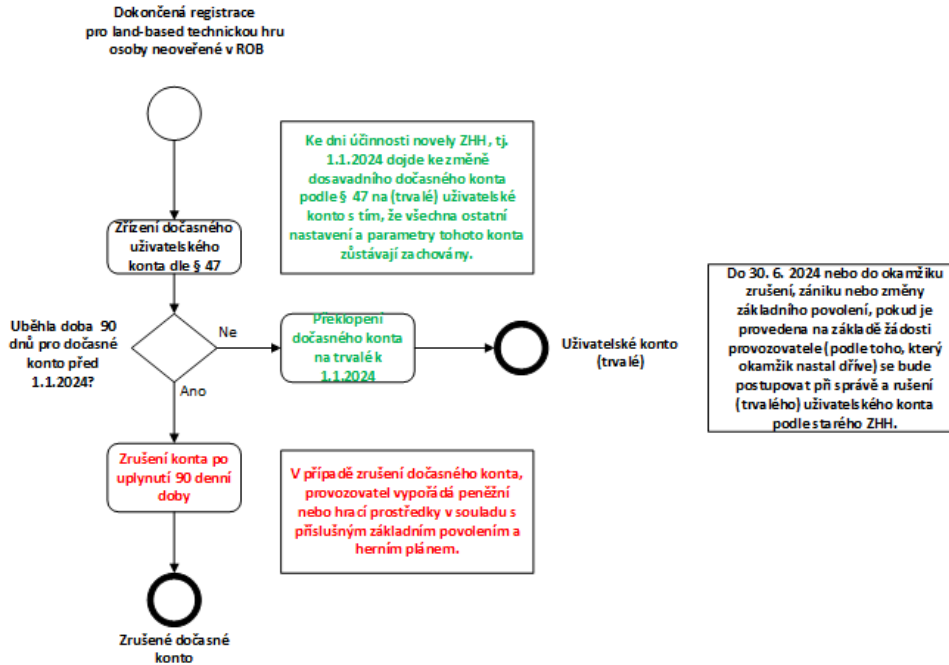 Dokončená registrace
pro land-based technickou hru
osoby neověřené v ROB
Ke dni účinnosti novely ZHH, tj.
1.1.2024 dojde ke změně
dosavadního dočasného konta
podle § 47 na (trvalé) uživatelské
konto s tím, že všechna ostatní
nastavení a parametry tohoto konta
zůstávají zachovány.
Zřízení dočasného
uživatelského
konta dle § 47
Do 30. 6. 2024 nebo do okamžiku
zrušení, zániku nebo změny
základního povolení, pokud je
provedena na základě žádosti
provozovatele (podle toho, který
okamžik nastal dříve) se bude
postupovat při správě a rušení
(trvalého) uživatelského konta
podle starého ZHH.
Uběhla doba 90
dnů pro dočasné
konto před
1.1.2024?
Ne
Překlopení
dočasného konta
na trvalé k
1.1.2024
Uživatelské konto
(trvalé)
Ano
Zrušení konta po
uplynutí 90 denní
doby
V případě zrušení dočasného konta,
provozovatel vypořádá peněžní
nebo hrací prostředky v souladu s
příslušným základním povolením a
herním plánem.
Zrušené dočasné
konto